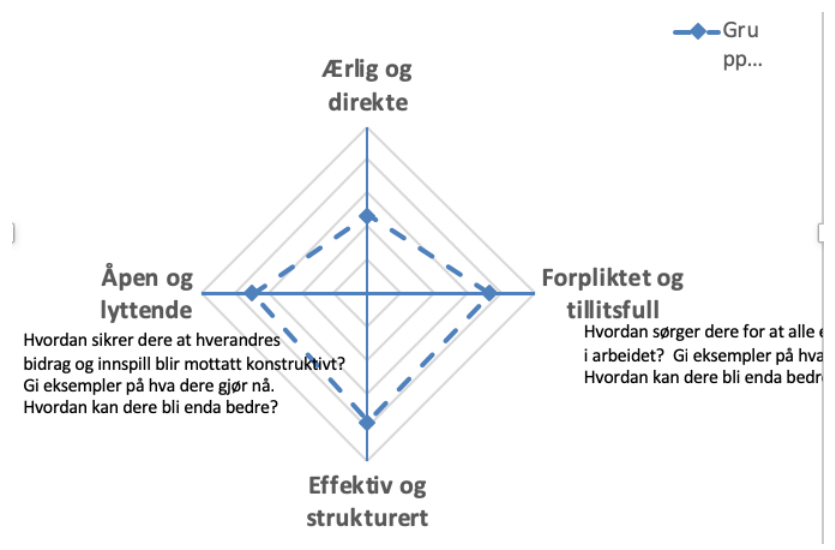 Gru
pp...
Ærlig og
direkte
Åpen og
lyttende
Hvordan sikrer dere at hverandres
bidrag og innspill blir mottatt konstruktivt?
Gi eksempler på hva dere gjør nå.
Hvordan kan dere bli enda bedre?
Forpliktet og
tillitsfull
Hvordan sørger dere for at alle
i arbeidet? Gi eksempler på hva
Hvordan kan dere bli enda
Effektiv og
strukturert